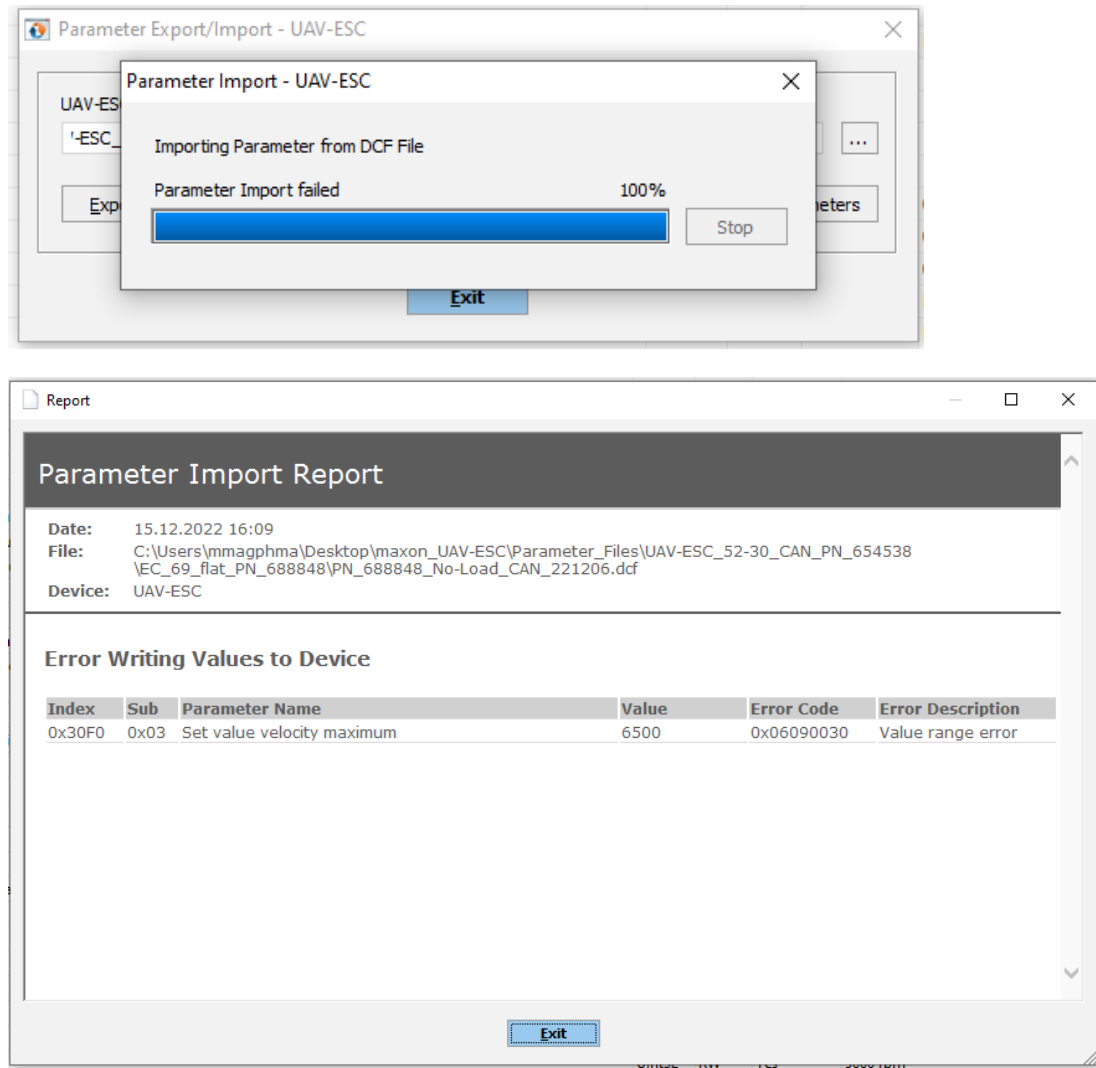 Parameter Export/Import - UAV-ESC
Parameter Import - UAV-ESC
UAV-ES
-ESC_
Importing Parameter from DCF File
...
Parameter Import failed 100%
Exp
Stop
neters
Exit
Report
Parameter Import Report
Date: 15.12.2022 16:09
File: C:\Users\mmagphma\Desktop\maxon_UAV-ESC\Parameter_Files\UAV-ESC_52-30_CAN_PN_654538
\EC_69_flat_PN_688848\PN_688848_No-Load_CAN_221206.dcf
Device: UAV-ESC
Error Writing Values to Device
Index Sub Parameter Name Value Error Code Error Description
0x30F0 0x03 Set value velocity maximum 6500 0x06090030 Value range error
Exit